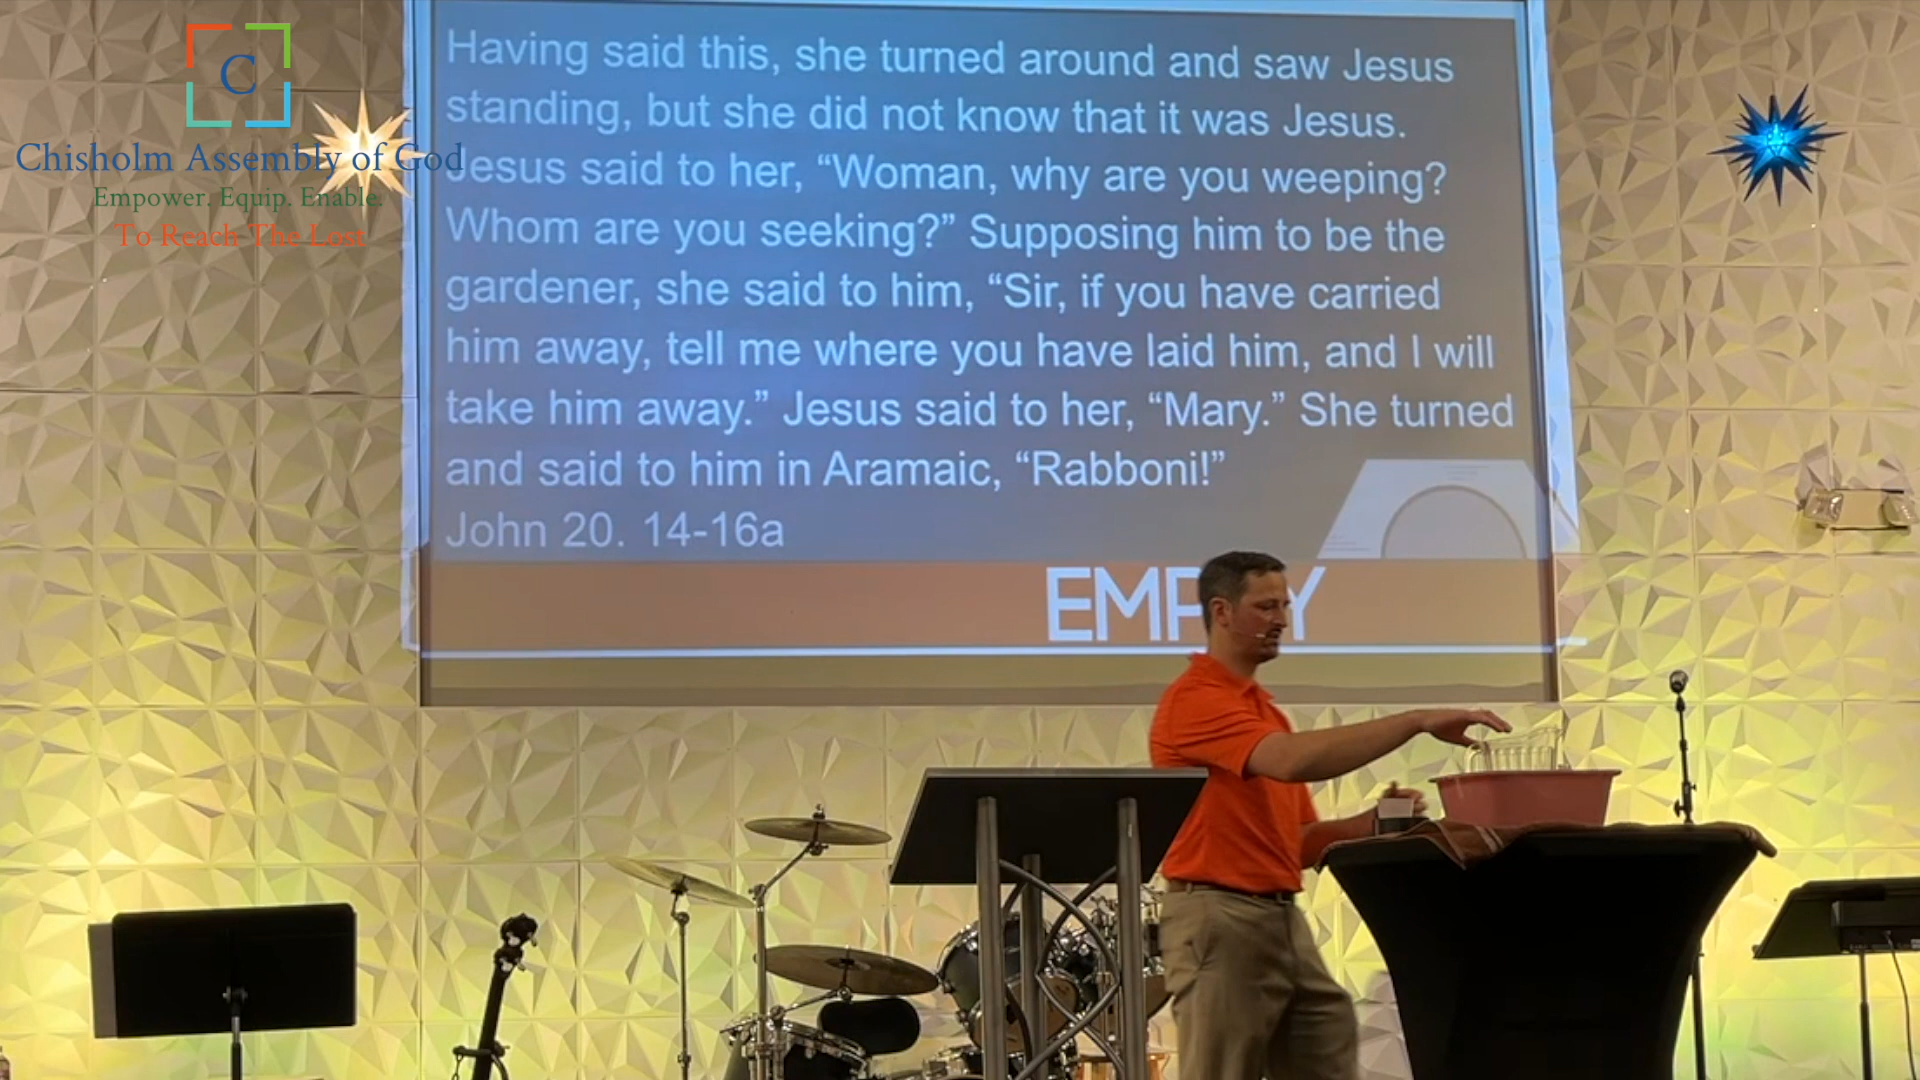 C
Chisholm Assembly of God
Empower. Equip. Enable.
To Reach The Lost
Having said this, she turned around and saw Jesus
standing, but she did not know that it was Jesus.
Jesus said to her, “Woman, why are you weeping?
Whom are you seeking?” Supposing him to be the
gardener, she said to him, “Sir, if you have carried
him away, tell me where you have laid him, and I will
take him away.” Jesus said to her, “Mary.” She turned
and said to him in Aramaic, “Rabboni!”
John 20. 14-16a
EMPTY